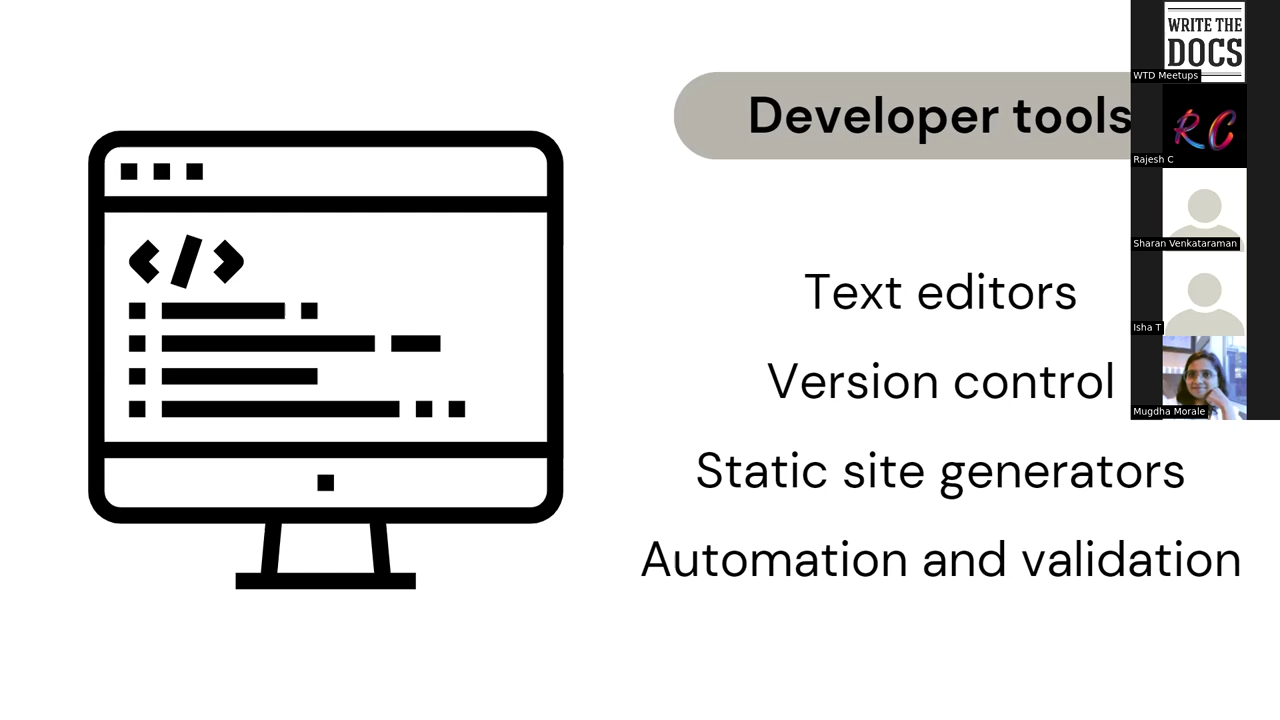 Developer tools
Text editors
Version control
Static site generators
Automation and validation
WRITE THE
DOCS
WTD Meetups
RC
Rajesh C
Sharan Venkataraman
Isha T
Mugdha Morale